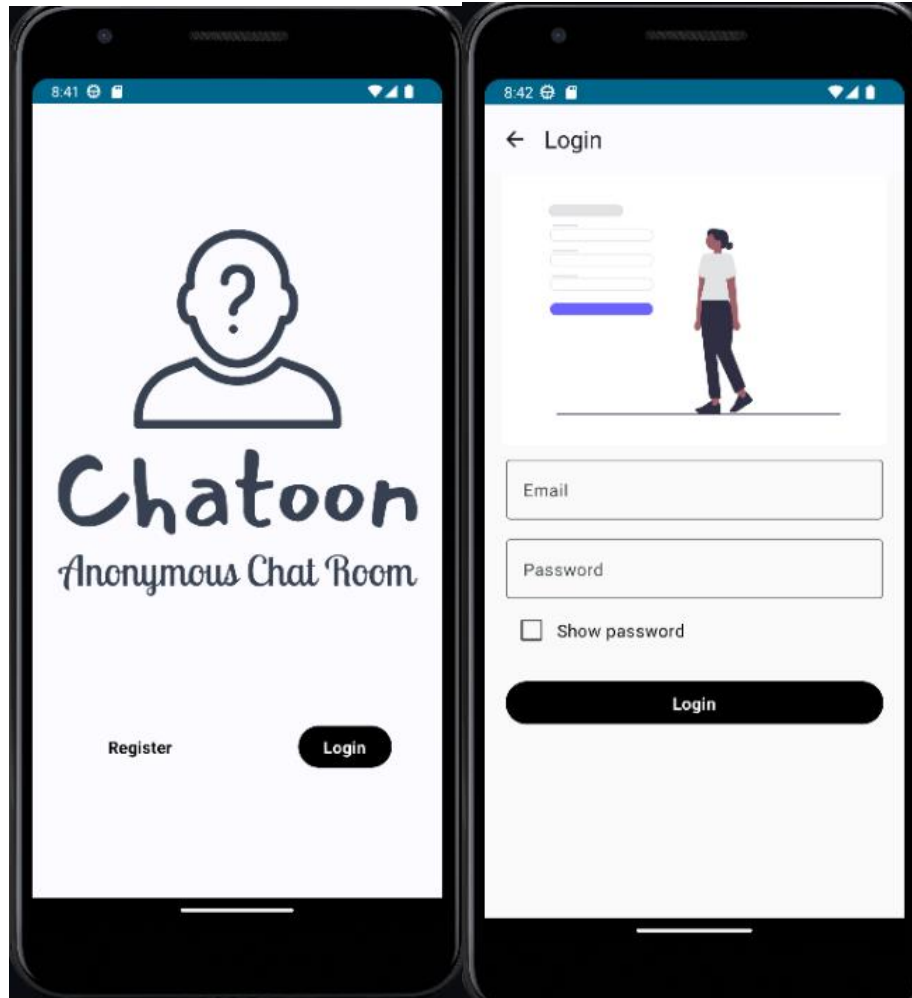 8:41
?
Chatoon
Anonymous Chat Room
Register
Login
8:42
Login
Email
Password
Show password
Login